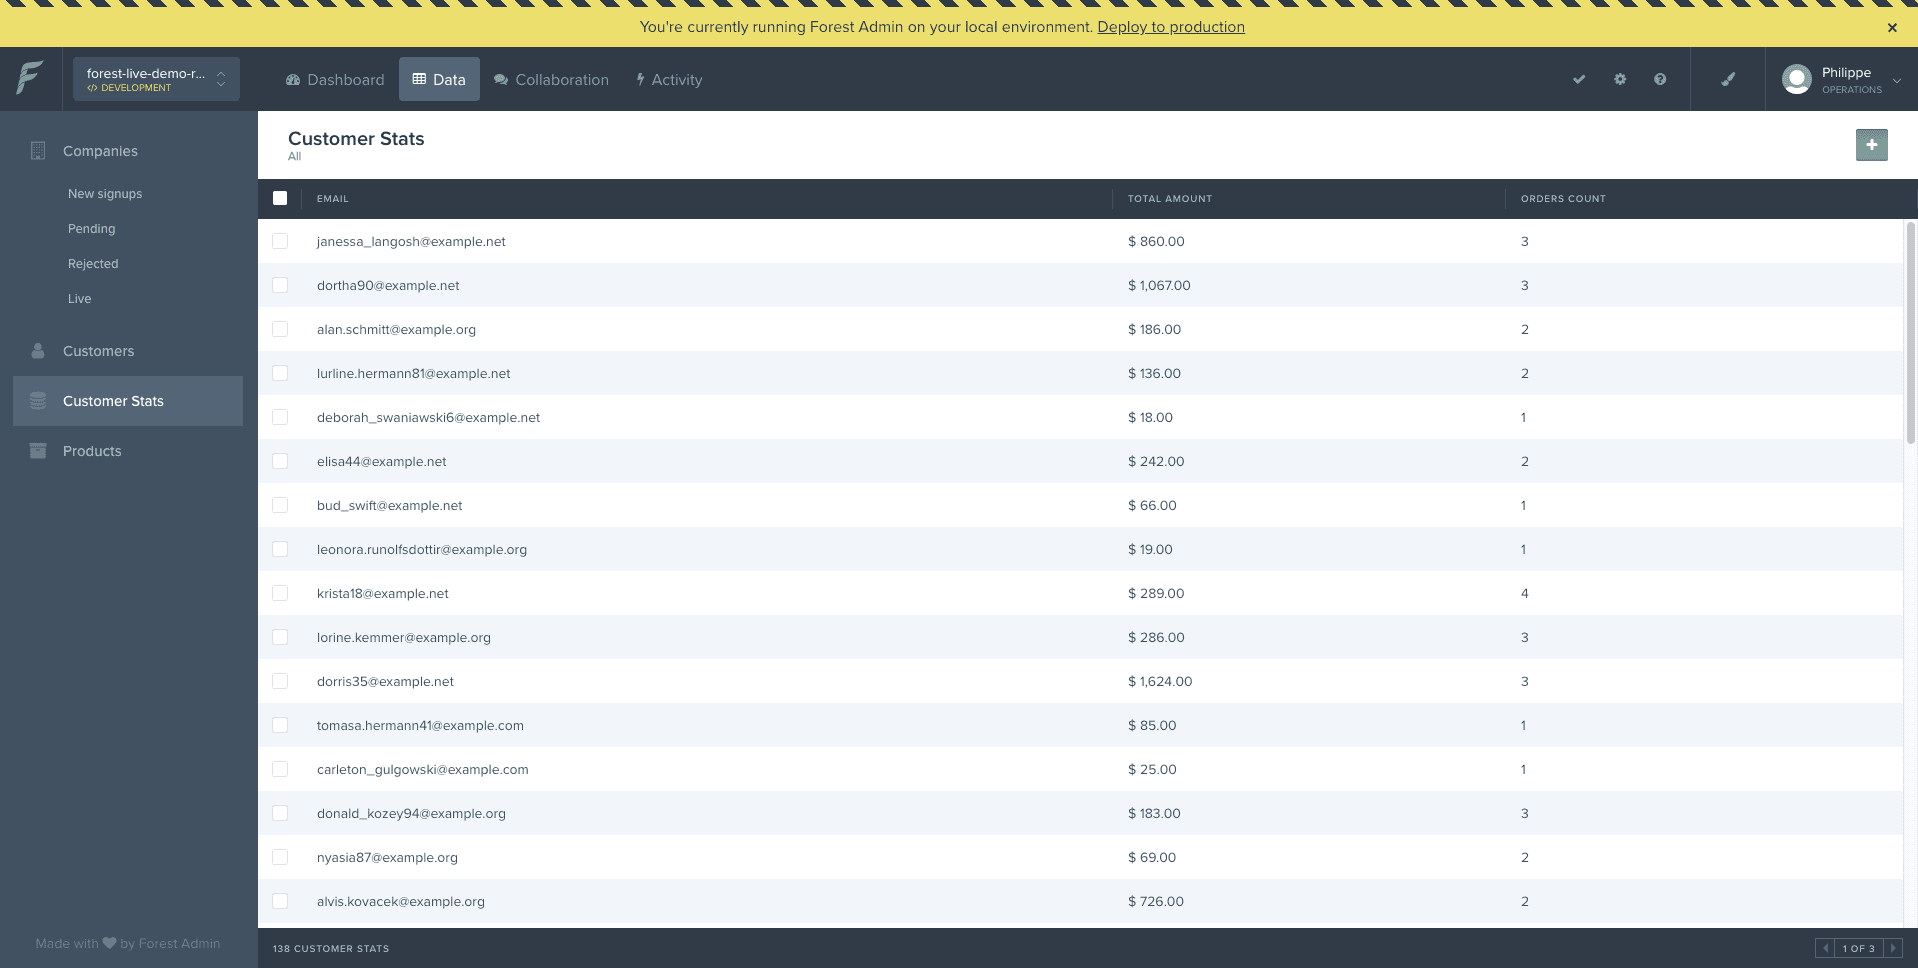 You're currently running Forest Admin on your local environment. Deploy to production
forest-live-demo-r...
</> DEVELOPMENT
Dashboard
Data
Collaboration
Activity
Philippe
OPERATIONS
Companies
New signups
Pending
Rejected
Live
Customers
Customer Stats
Products
Made with ♥ by Forest Admin
Customer Stats
All
EMAIL TOTAL AMOUNT ORDERS COUNT
janessa_langosh@example.net $ 860.00 3
dortha90@example.net $ 1,067.00 3
alan.schmitt@example.org $ 186.00 2
lurline.hermann81@example.net $ 136.00 2
deborah_swaniawski6@example.net $ 18.00 1
elisa44@example.net $ 242.00 2
bud_swift@example.net $ 66.00 1
leonora.runolfsdottir@example.org $ 19.00 1
krista18@example.net $ 289.00 4
lorine.kemmer@example.org $ 286.00 3
dorris35@example.net $ 1,624.00 3
tomasa.hermann41@example.com $ 85.00 1
carleton_gulgowski@example.com $ 25.00 1
donald_kozey94@example.org $ 183.00 3
nyasia87@example.org $ 69.00 2
alvis.kovacek@example.org $ 726.00 2
138 CUSTOMER STATS
1 OF 3